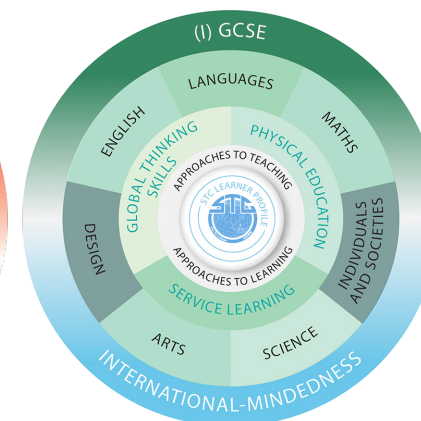 (I) GCSE
LANGUAGES
ENGLISH
MATHS
GLOBAL THINKING
SKILLS
PHYSICAL EDUCATION
APPROACHES TO TEACHING
STC LEARNER PROFILE
APPROACHES TO LEARNING
DESIGN
INDIVIDUALS
AND SOCIETIES
SERVICE LEARNING
ARTS
SCIENCE
INTERNATIONAL-MINDEDNESS